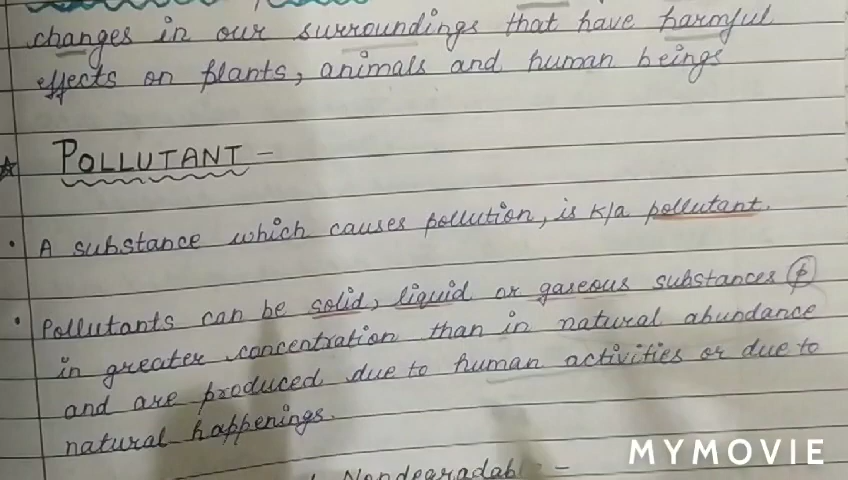 changes in our surroundings that have harmful
effects on plants, animals and human beings
POLLUTANT -
• A substance which causes pollution, is k/a pollutant.
• Pollutants can be solid, liquid or gaseous substances (p)
in greater concentration than in natural abundance
and are produced due to human activities or due to
natural happenings.
Nondegradable -
MYMOVIE